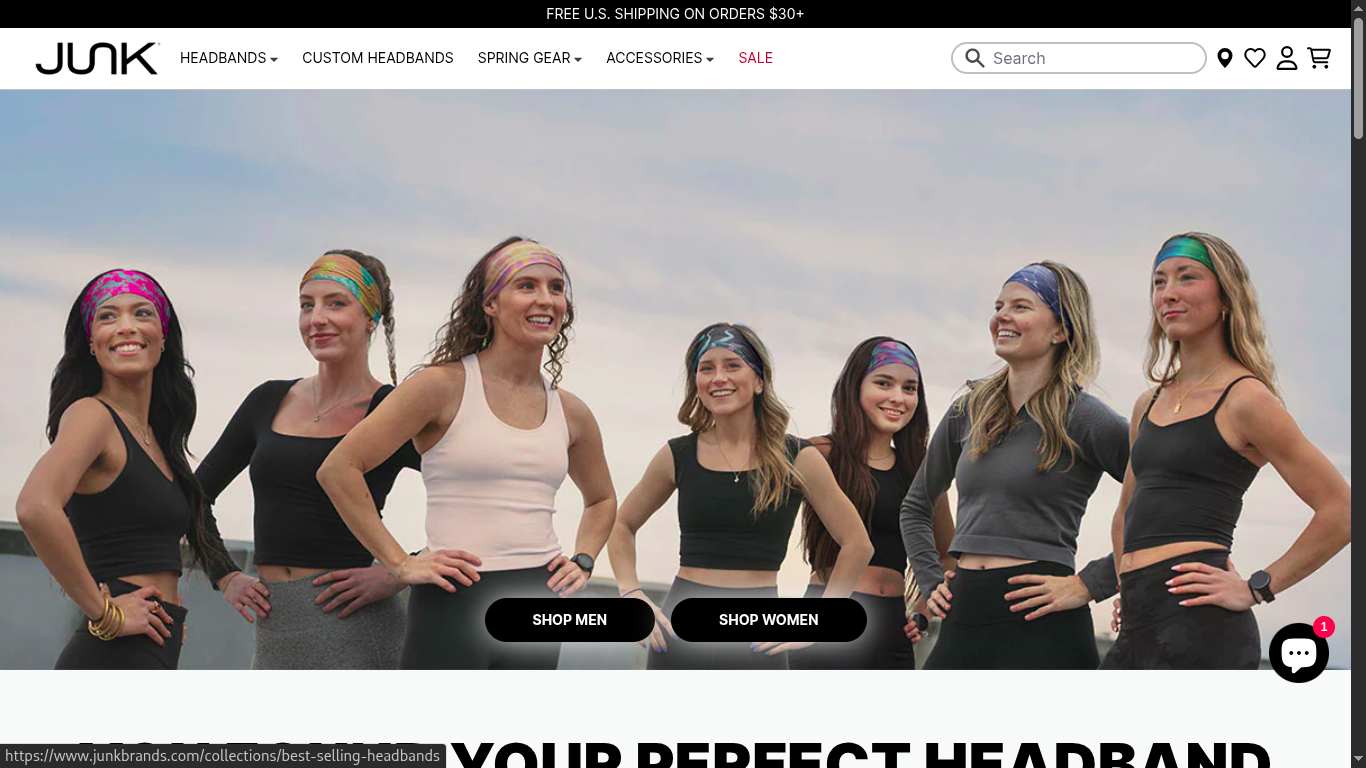 FREE U.S. SHIPPING ON ORDERS $30+
JUNK
HEADBANDS
CUSTOM HEADBANDS
SPRING GEAR
ACCESSORIES
SALE
Search
SHOP MEN
SHOP WOMEN
1
YOUR PERFECT HEADBAND
https://www.junkbrands.com/collections/best-selling-headbands